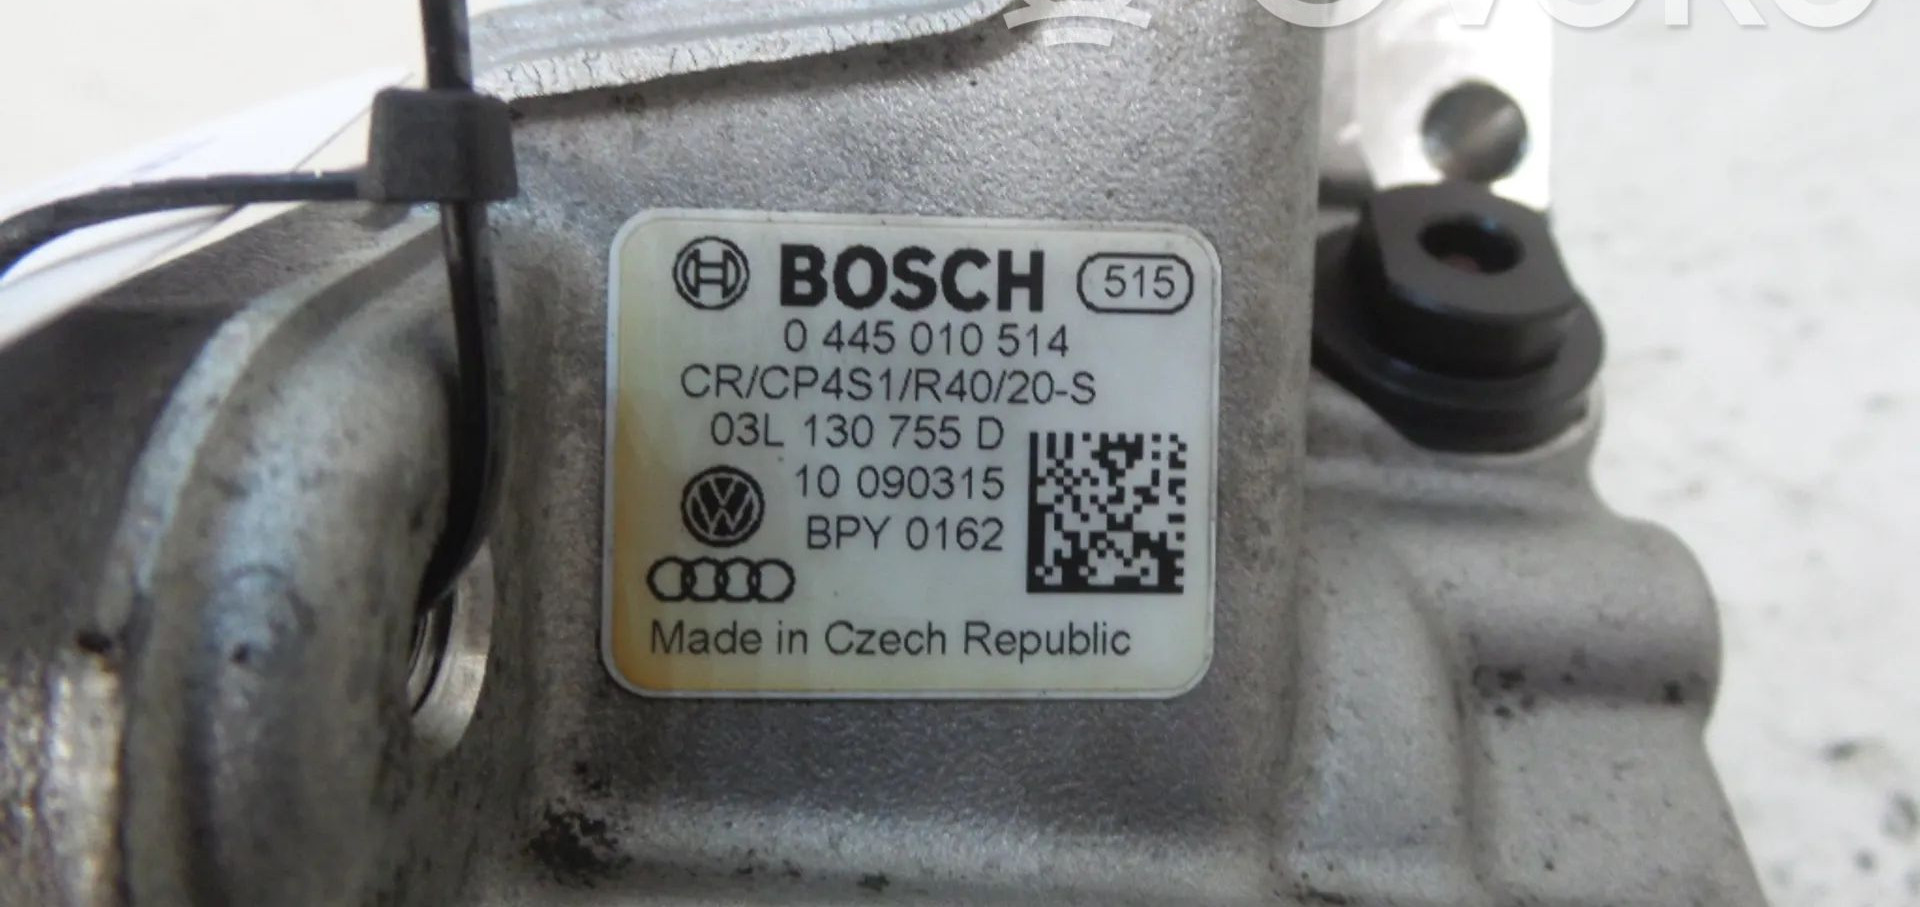 BOSCH 515
0 445 010 514
CR/CP4S1/R40/20-S
03L 130 755 D
10 090315
BPY 0162
Made in Czech Republic